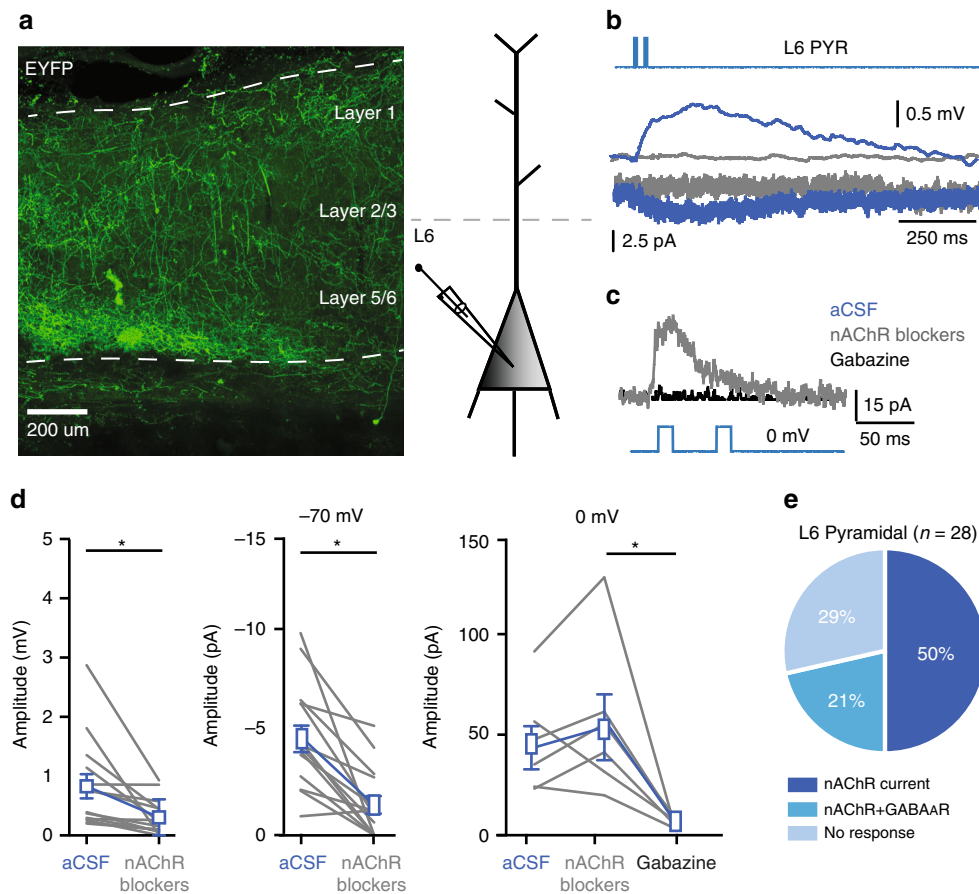 a
EYFP
Layer 1
Layer 2/3
Layer 5/6
200 um
L6
b
L6 PYR
0.5 mV
2.5 pA
250 ms
c
aCSF
nAChR blockers
Gabazine
15 pA
50 ms
0 mV
d
Amplitude (mV)
5
4
3
2
1
0
*
aCSF
nAChR
blockers
–70 mV
Amplitude (pA)
–15
–10
–5
0
*
aCSF
nAChR
blockers
0 mV
Amplitude (pA)
150
100
50
0
*
aCSF
nAChR
blockers
Gabazine
e
L6 Pyramidal (n = 28)
29%
50%
21%
nAChR current
nAChR+GABAAR
No response